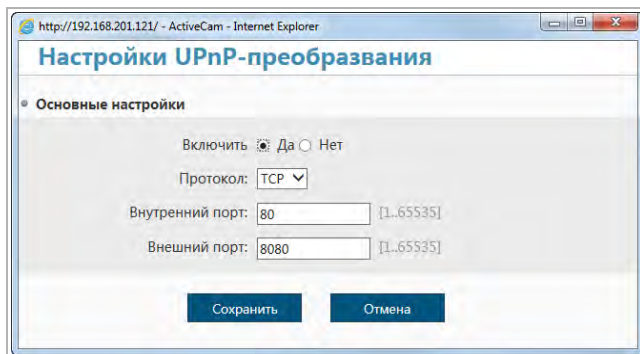 http://192.168.201.121/ - ActiveCam - Internet Explorer
Настройки UPnP-преобразвания
Основные настройки
Включить Да Нет
Протокол: TCP
Внутренний порт: 80 [1..65535]
Внешний порт: 8080 [1..65535]
Сохранить Отмена